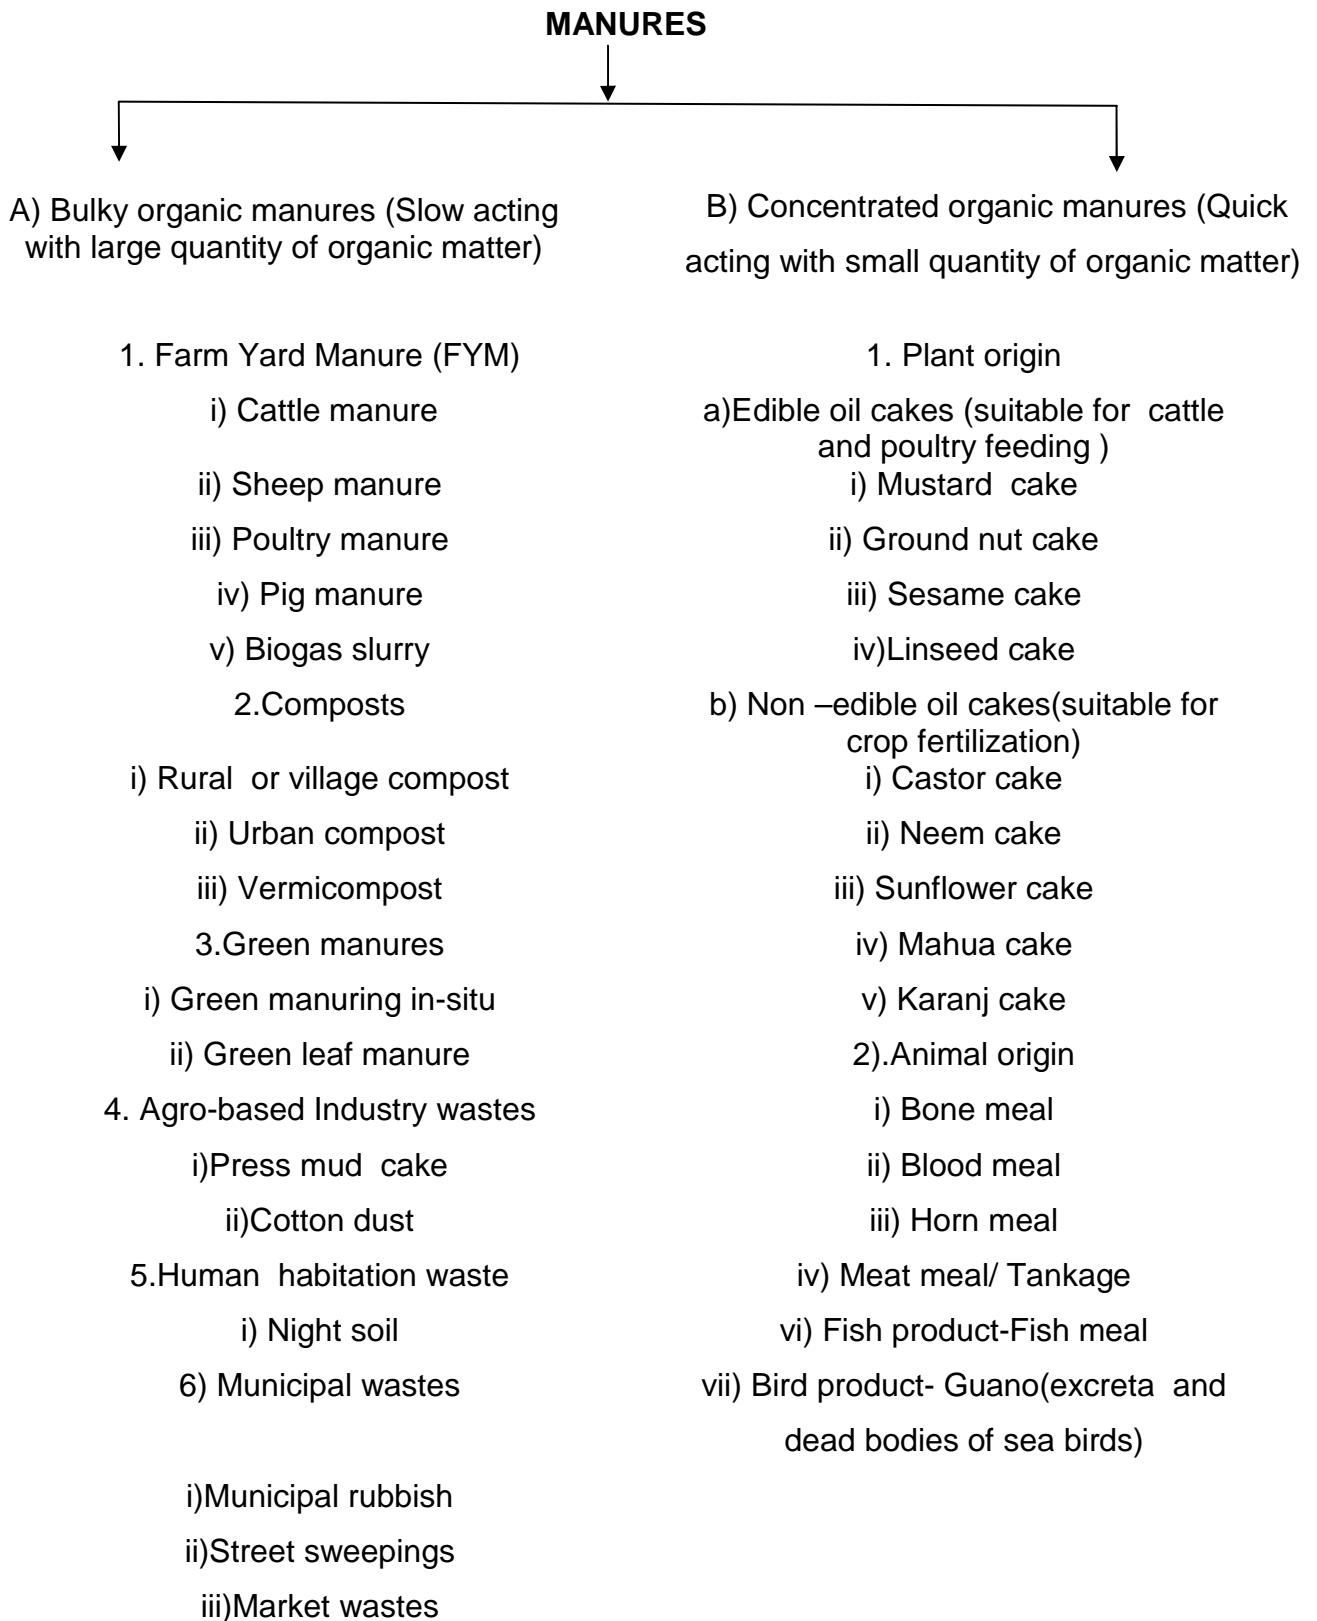 MANURES
A) Bulky organic manures (Slow acting
with large quantity of organic matter)
1. Farm Yard Manure (FYM)
i) Cattle manure
ii) Sheep manure
iii) Poultry manure
iv) Pig manure
v) Biogas slurry
2.Composts
i) Rural or village compost
ii) Urban compost
iii) Vermicompost
3.Green manures
i) Green manuring in-situ
ii) Green leaf manure
4. Agro-based Industry wastes
i)Press mud cake
ii)Cotton dust
5.Human habitation waste
i) Night soil
6) Municipal wastes
i)Municipal rubbish
ii)Street sweepings
iii)Market wastes
B) Concentrated organic manures (Quick
acting with small quantity of organic matter)
1. Plant origin
a)Edible oil cakes (suitable for cattle
and poultry feeding )
i) Mustard cake
ii) Ground nut cake
iii) Sesame cake
iv)Linseed cake
b) Non –edible oil cakes(suitable for
crop fertilization)
i) Castor cake
ii) Neem cake
iii) Sunflower cake
iv) Mahua cake
v) Karanj cake
2).Animal origin
i) Bone meal
ii) Blood meal
iii) Horn meal
iv) Meat meal/ Tankage
vi) Fish product-Fish meal
vii) Bird product- Guano(excreta and
dead bodies of sea birds)